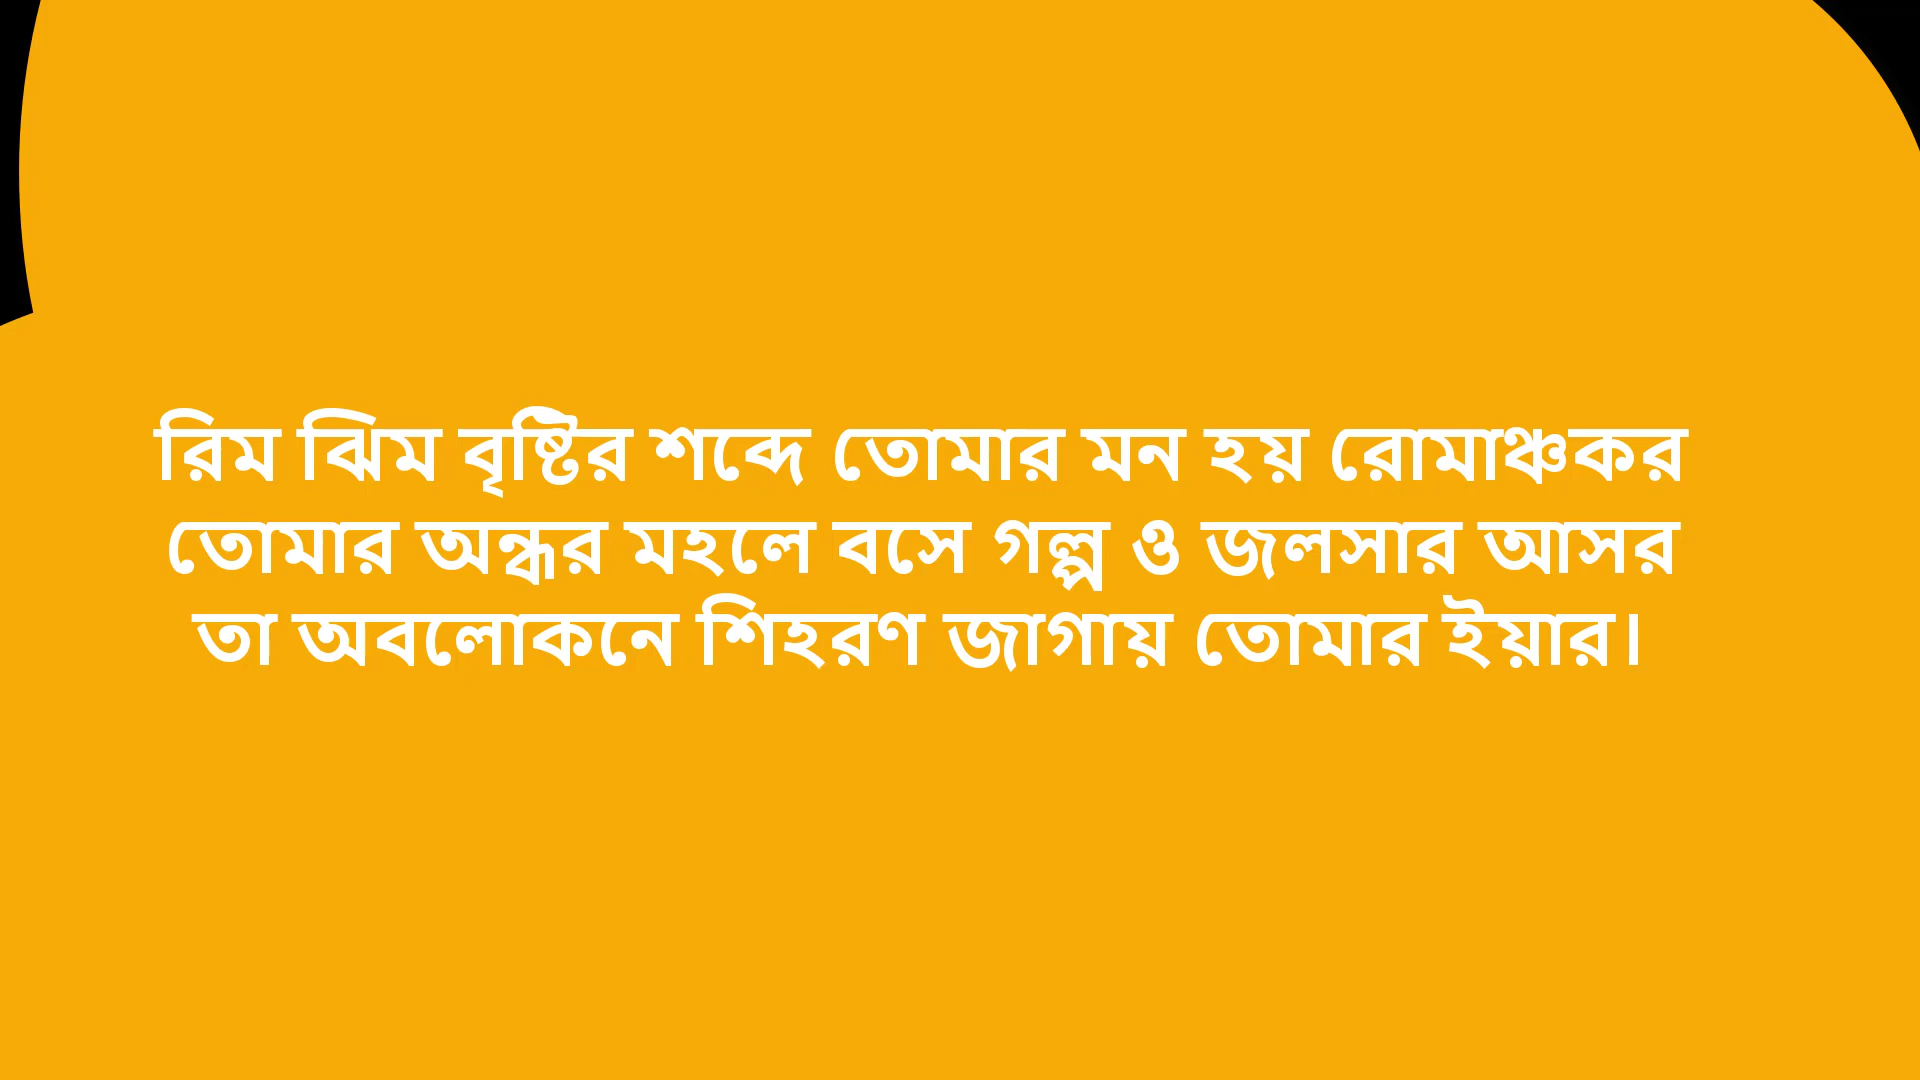 রিম ঝিম বৃষ্টির শব্দে তোমার মন হয় রোমাঞ্চকর
তোমার অন্ধর মহলে বসে গল্প ও জলসার আসর
তা অবলোকনে শিহরণ জাগায় তোমার ইয়ার।